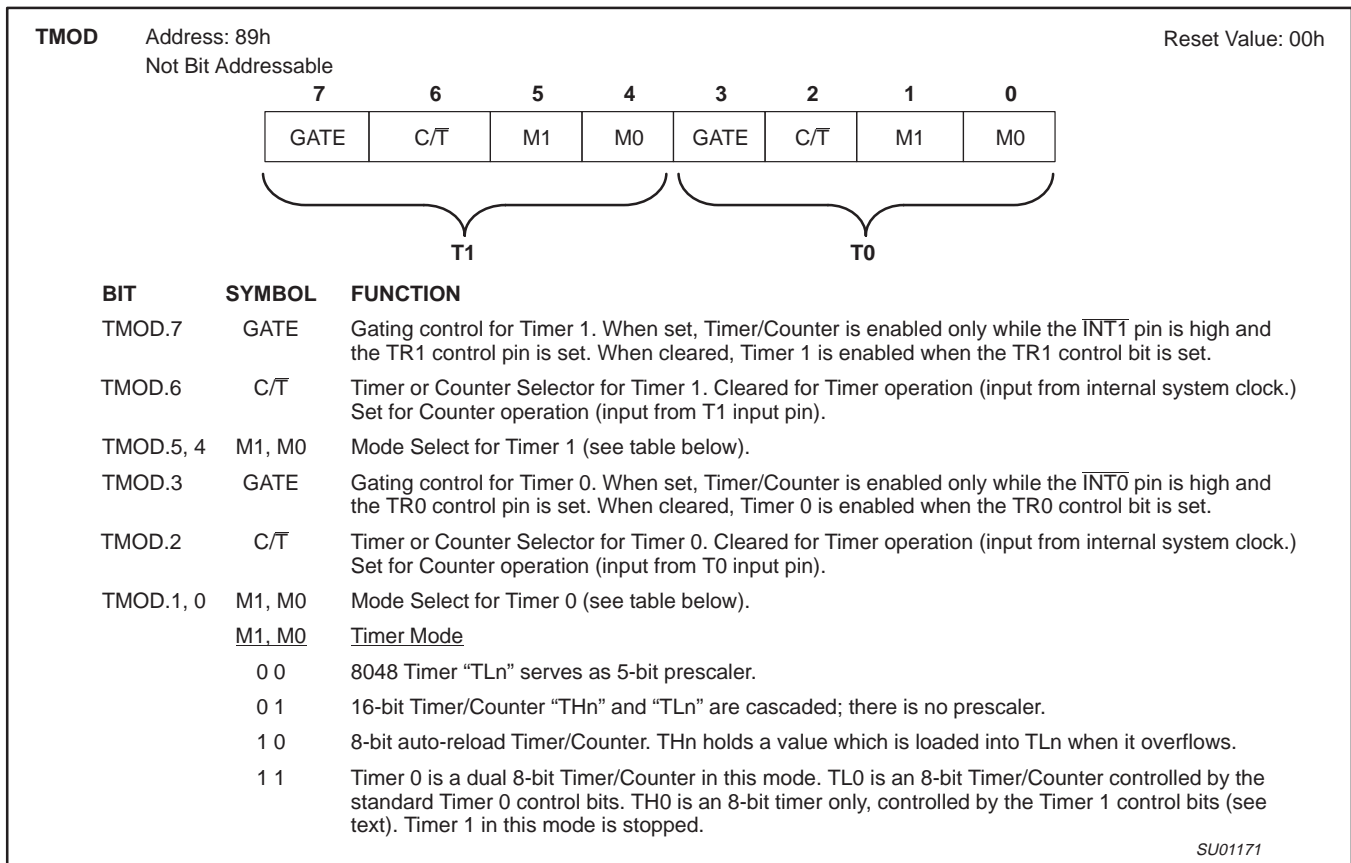 TMOD Address: 89h Reset Value: 00h
Not Bit Addressable
7 6 5 4 3 2 1 0
GATE C/T̅ M1 M0 GATE C/T̅ M1 M0
T1 T0
BIT SYMBOL FUNCTION
TMOD.7 GATE Gating control for Timer 1. When set, Timer/Counter is enabled only while the I̅N̅T̅1̅ pin is high and
the TR1 control pin is set. When cleared, Timer 1 is enabled when the TR1 control bit is set.
TMOD.6 C/T̅ Timer or Counter Selector for Timer 1. Cleared for Timer operation (input from internal system clock.)
Set for Counter operation (input from T1 input pin).
TMOD.5, 4 M1, M0 Mode Select for Timer 1 (see table below).
TMOD.3 GATE Gating control for Timer 0. When set, Timer/Counter is enabled only while the I̅N̅T̅0̅ pin is high and
the TR0 control pin is set. When cleared, Timer 0 is enabled when the TR0 control bit is set.
TMOD.2 C/T̅ Timer or Counter Selector for Timer 0. Cleared for Timer operation (input from internal system clock.)
Set for Counter operation (input from T0 input pin).
TMOD.1, 0 M1, M0 Mode Select for Timer 0 (see table below).
M1, M0 Timer Mode
0 0 8048 Timer “TLn” serves as 5-bit prescaler.
0 1 16-bit Timer/Counter “THn” and “TLn” are cascaded; there is no prescaler.
1 0 8-bit auto-reload Timer/Counter. THn holds a value which is loaded into TLn when it overflows.
1 1 Timer 0 is a dual 8-bit Timer/Counter in this mode. TL0 is an 8-bit Timer/Counter controlled by the
standard Timer 0 control bits. TH0 is an 8-bit timer only, controlled by the Timer 1 control bits (see
text). Timer 1 in this mode is stopped.
SU01171